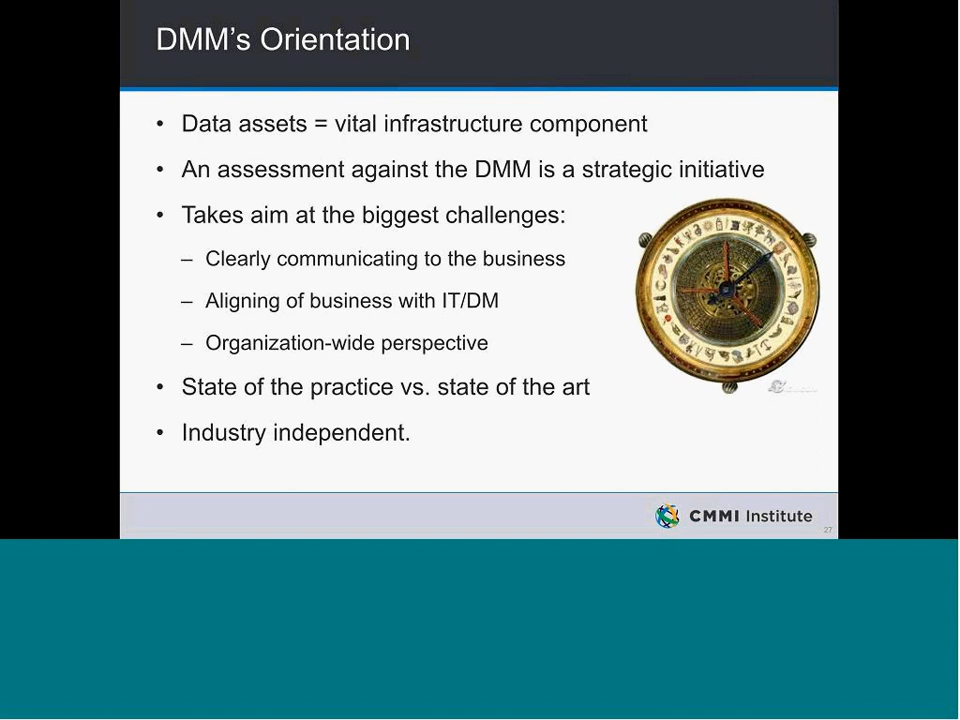 DMM’s Orientation
• Data assets = vital infrastructure component
• An assessment against the DMM is a strategic initiative
• Takes aim at the biggest challenges:
– Clearly communicating to the business
– Aligning of business with IT/DM
– Organization-wide perspective
• State of the practice vs. state of the art
• Industry independent.
CMMI Institute
27